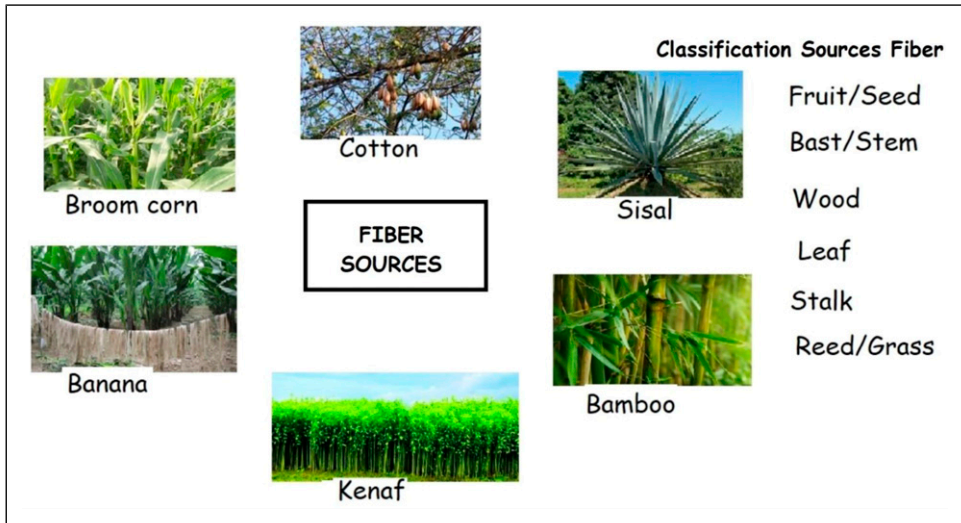 Classification Sources Fiber
Fruit/Seed
Bast/Stem
Wood
Leaf
Stalk
Reed/Grass
Cotton
Broom corn
Sisal
FIBER
SOURCES
Banana
Bamboo
Kenaf